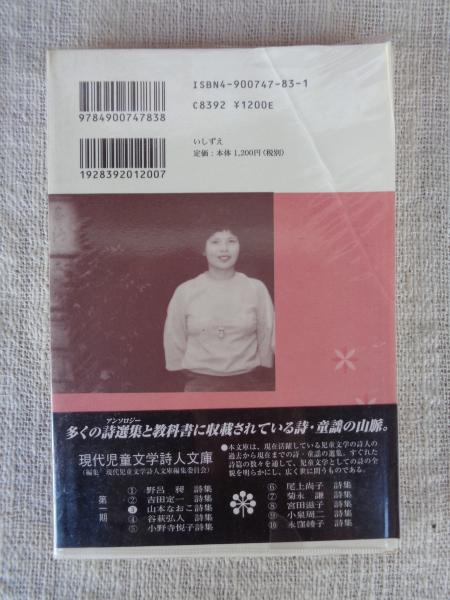 ISBN4-900747-83-1
C8392 ¥1200E
9784900747838
いしずえ
定価：本体1,200円（税別）
1928392012007
アンソロジー
多くの詩選集と教科書に収載されている詩・童謡の山脈。
現代児童文学詩人文庫
（編集 現代児童文学詩人文庫編集委員会）
●本文庫は、現在活躍している児童文学の詩人の
過去から現在までの詩・童謡の選集。すぐれた
詩篇の数々を通して、児童文学としての詩の全
貌を明らかにし、広く世に問うものである。
第一期
① 野呂 昶 詩集
② 吉田定一 詩集
❸ 山本なおこ詩集
④ 谷萩弘人 詩集
⑤ 小野寺悦子詩集
⑥ 尾上尚子 詩集
⑦ 菊永 謙 詩集
⑧ 宮田滋子 詩集
⑨ 小泉周二 詩集
⑩ 永窪綾子 詩集